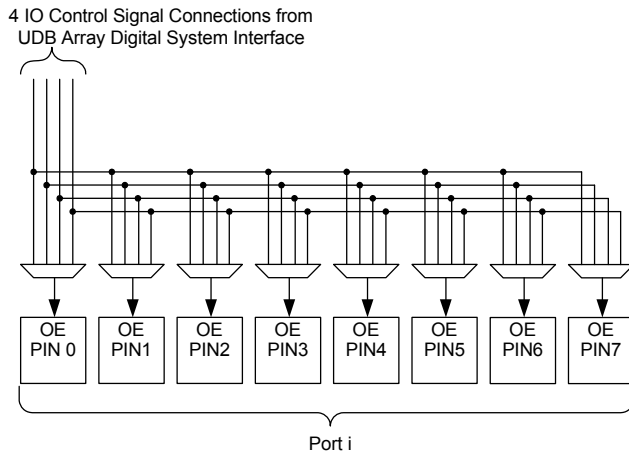 4 IO Control Signal Connections from
UDB Array Digital System Interface
OE
PIN 0
OE
PIN1
OE
PIN2
OE
PIN3
OE
PIN4
OE
PIN5
OE
PIN6
OE
PIN7
Port i